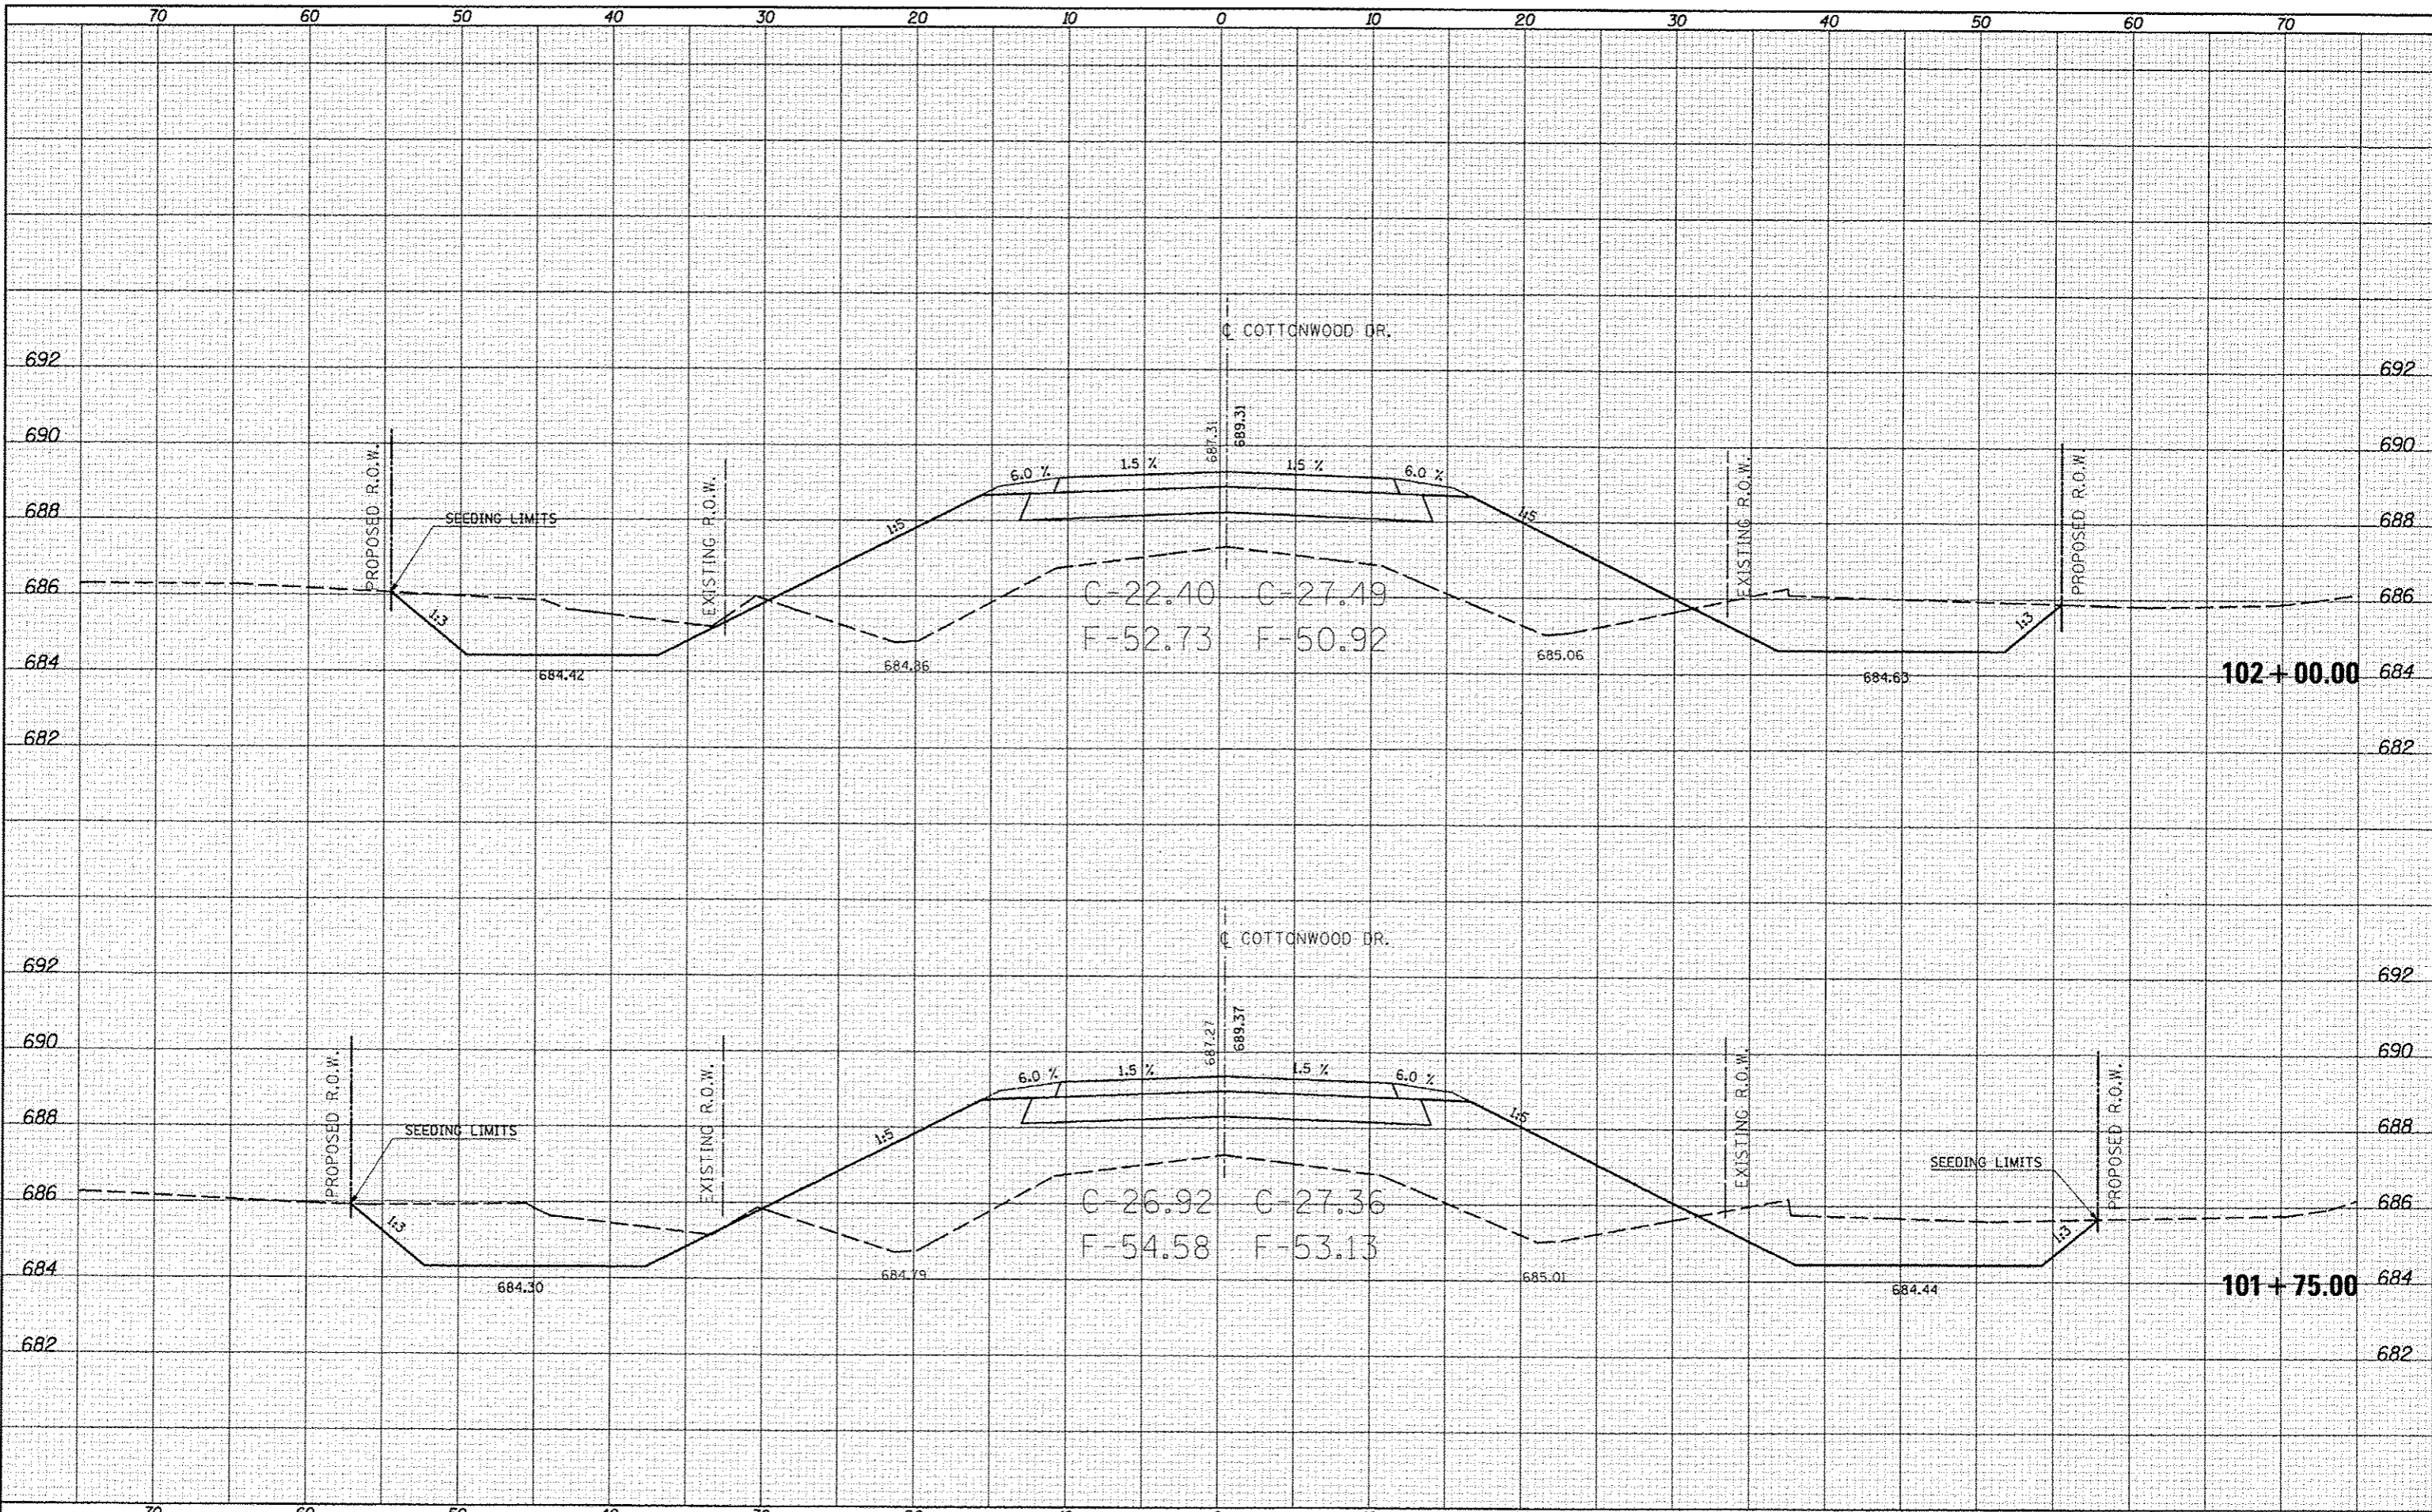 70 60 50 40 30 20 10 0 10 20 30 40 50 60 70
℄ COTTONWOOD DR.
692 692
687.31 689.31
690 690
PROPOSED R.O.W. EXISTING R.O.W. EXISTING R.O.W. PROPOSED R.O.W.
6.0 % 1.5 % 1.5 % 6.0 %
688 SEEDING LIMITS 1:5 1:5 688
686 C-22.40 C-27.49 686
1:3 F-52.73 F-50.92 1:3
684 684.42 684.86 685.06 684.63 102+00.00 684
682 682
℄ COTTONWOOD DR.
692 692
687.27 689.37
690 690
PROPOSED R.O.W. EXISTING R.O.W. EXISTING R.O.W. PROPOSED R.O.W.
6.0 % 1.5 % 1.5 % 6.0 %
688 SEEDING LIMITS 1:5 1:5 688
SEEDING LIMITS
686 C-26.92 C-27.36 686
1:3 F-54.58 F-53.13 1:3
684 684.30 684.79 685.01 684.44 101+75.00 684
682 682